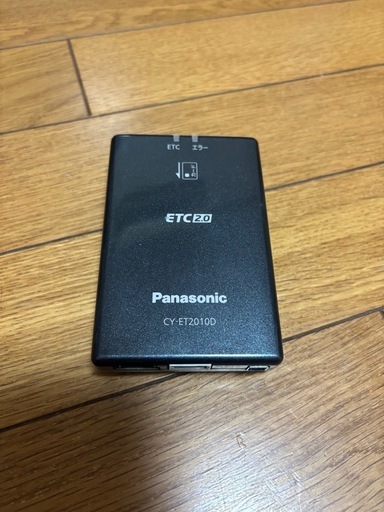 ETC エラー
ETC2.0
Panasonic
CY-ET2010D